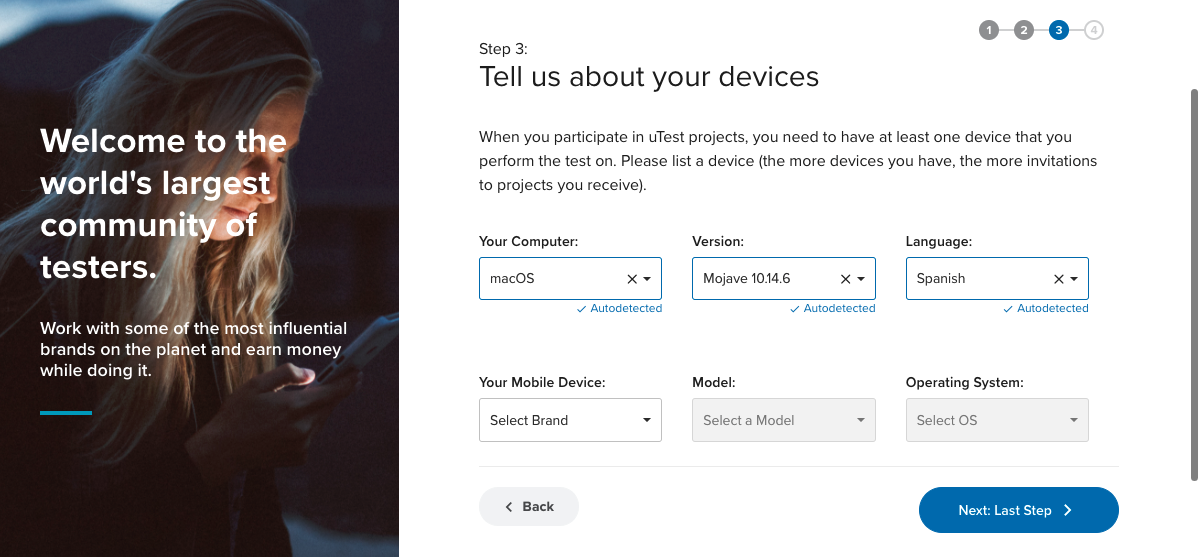 Welcome to the
world's largest
community of
testers.
Work with some of the most influential
brands on the planet and earn money
while doing it.
1 2 3 4
Step 3:
Tell us about your devices
When you participate in uTest projects, you need to have at least one device that you
perform the test on. Please list a device (the more devices you have, the more invitations
to projects you receive).
Your Computer: Version: Language:
macOS Mojave 10.14.6 Spanish
Autodetected Autodetected Autodetected
Your Mobile Device: Model: Operating System:
Select Brand Select a Model Select OS
Back Next: Last Step